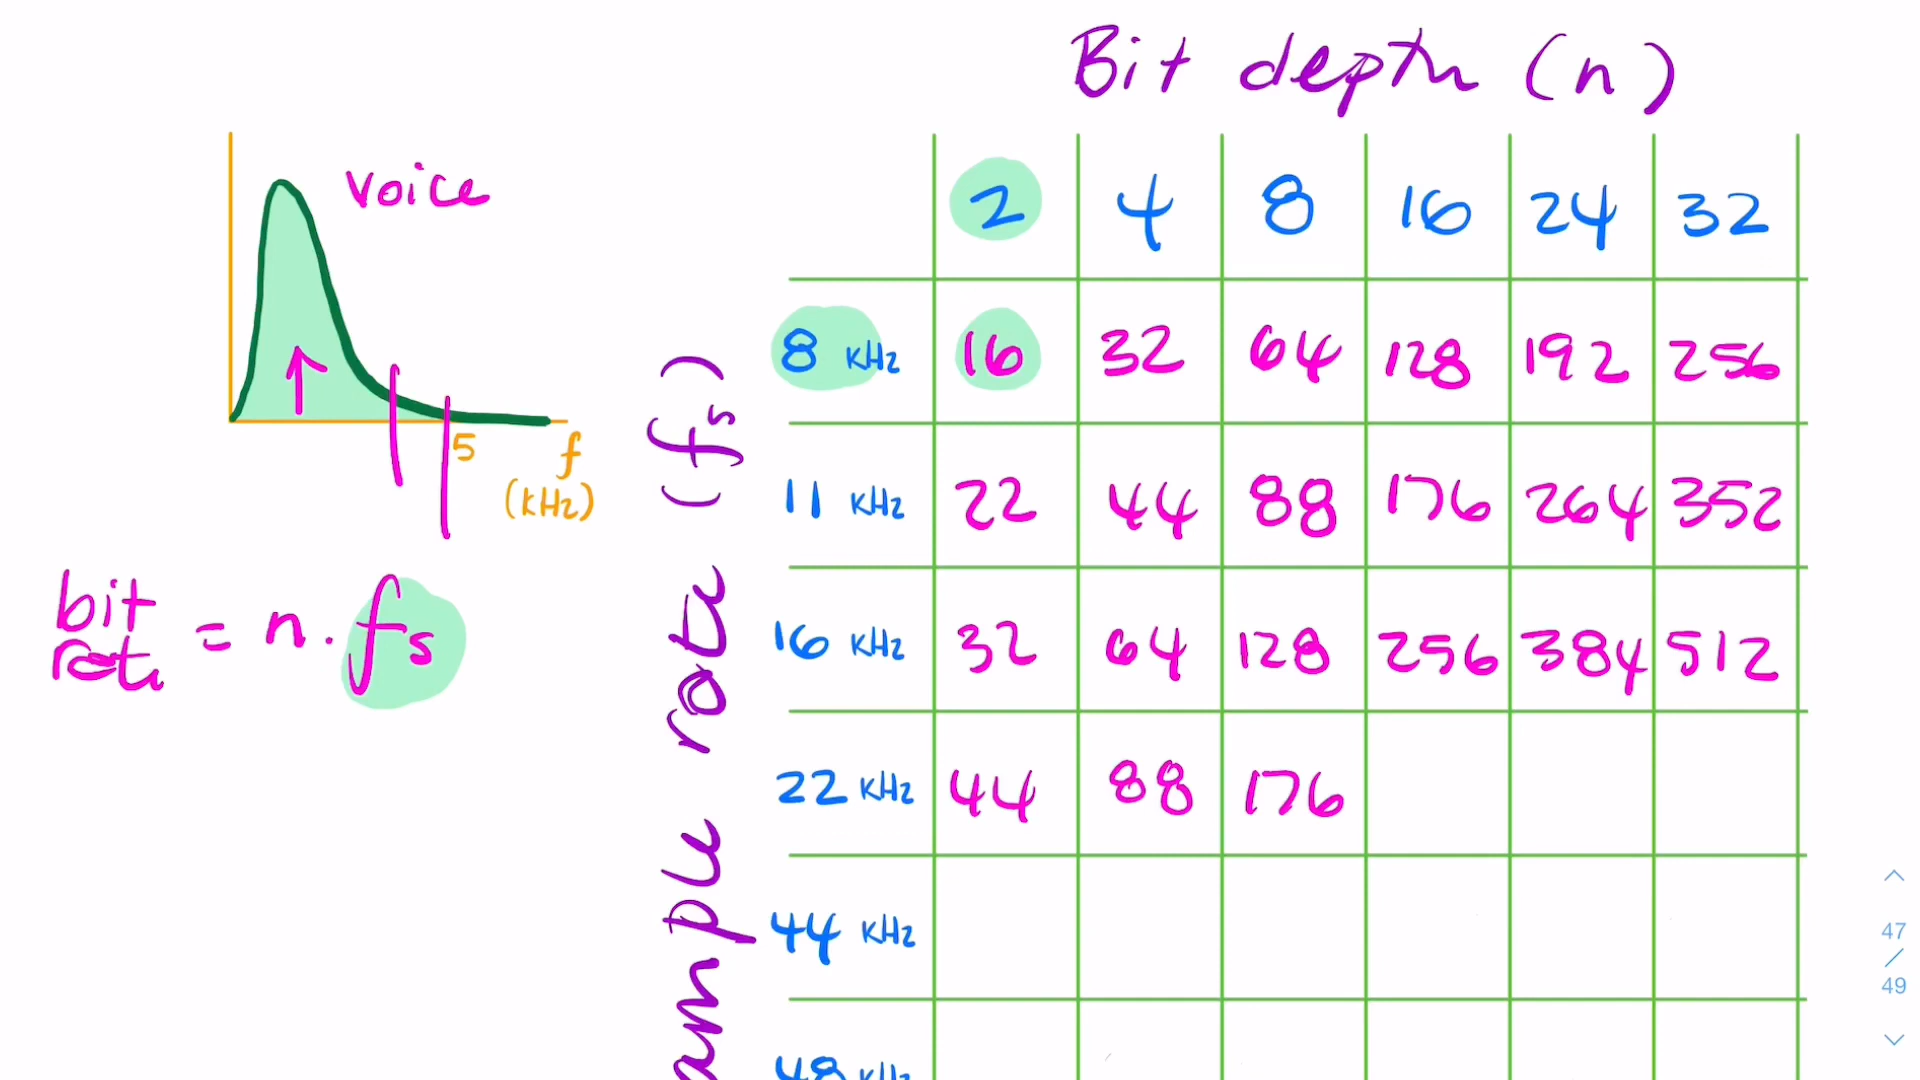 Bit depth (n)
voice
5
f
(KHz)
bit
rate = n · fs
Sample rate (fs)
2 4 8 16 24 32
8 KHz 16 32 64 128 192 256
11 KHz 22 44 88 176 264 352
16 KHz 32 64 128 256 384 512
22 KHz 44 88 176
44 KHz
48 KHz
47
/
49